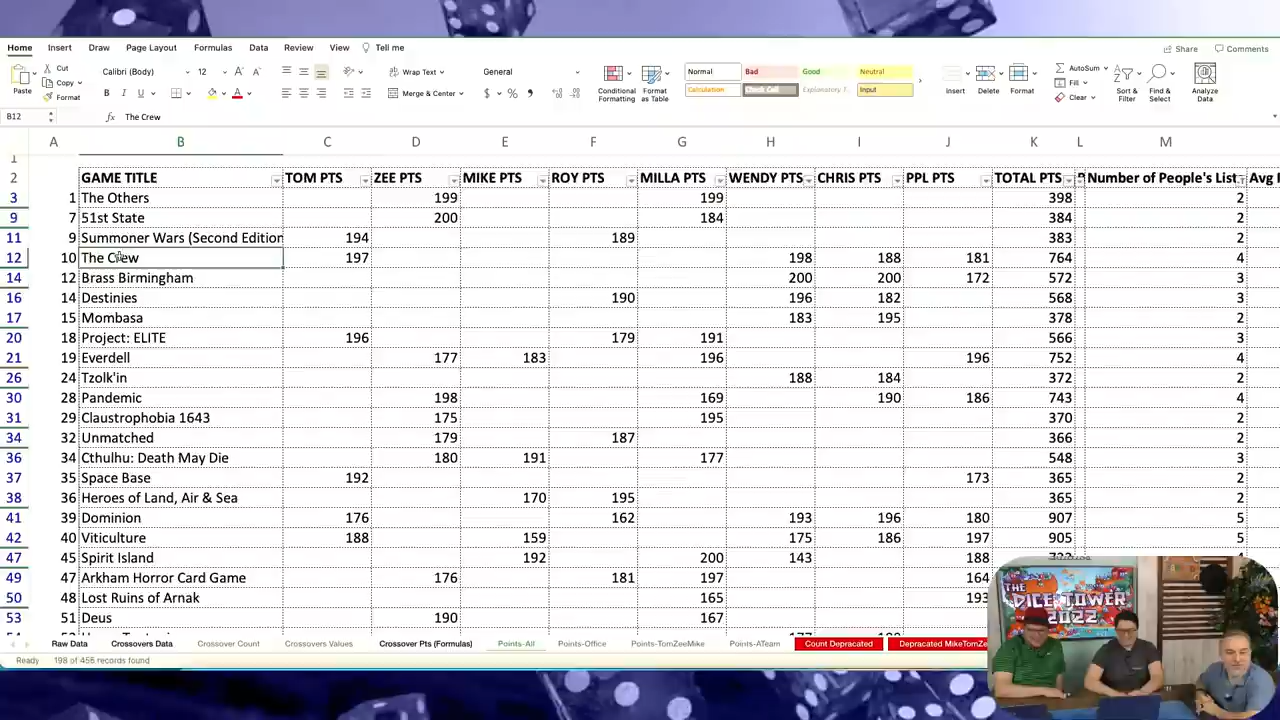 Home Insert Draw Page Layout Formulas Data Review View Tell me Share Comments
Paste Cut Copy Format Calibri (Body) 12 Wrap Text General Conditional Formatting Format as Table Normal Bad Good Neutral Insert Delete Format AutoSum Fill Clear Sort & Filter Find & Select Analyze Data
B I U Merge & Center $ % Calculation Check Cell Explanatory T... Input
B12 fx The Crew
A B C D E F G H I J K L M
1
2 GAME TITLE TOM PTS ZEE PTS MIKE PTS ROY PTS MILLA PTS WENDY PTS CHRIS PTS PPL PTS TOTAL PTS Number of People's List Avg
3 1 The Others 199 199 398 2
9 7 51st State 200 184 384 2
11 9 Summoner Wars (Second Edition 194 189 383 2
12 10 The Crew 197 198 188 181 764 4
14 12 Brass Birmingham 200 200 172 572 3
16 14 Destinies 190 196 182 568 3
17 15 Mombasa 183 195 378 2
20 18 Project: ELITE 196 179 191 566 3
21 19 Everdell 177 183 196 196 752 4
26 24 Tzolk'in 188 184 372 2
30 28 Pandemic 198 169 190 186 743 4
31 29 Claustrophobia 1643 175 195 370 2
34 32 Unmatched 179 187 366 2
36 34 Cthulhu: Death May Die 180 191 177 548 3
37 35 Space Base 192 173 365 2
38 36 Heroes of Land, Air & Sea 170 195 365 2
41 39 Dominion 176 162 193 196 180 907 5
42 40 Viticulture 188 159 175 186 197 905 5
47 45 Spirit Island 192 200 143 188
49 47 Arkham Horror Card Game 176 181 197 164
50 48 Lost Ruins of Arnak 165 193
53 51 Deus 190 167
Raw Data Crossovers Data Crossover Count Crossovers Values Crossover Pts (Formulas) Points-All Points-Office Points-TomZeeMike Points-ATeam Count Depracated Depracated MikeTomZe
Ready 198 of 456 records found
THE
DICE TOWER
2022